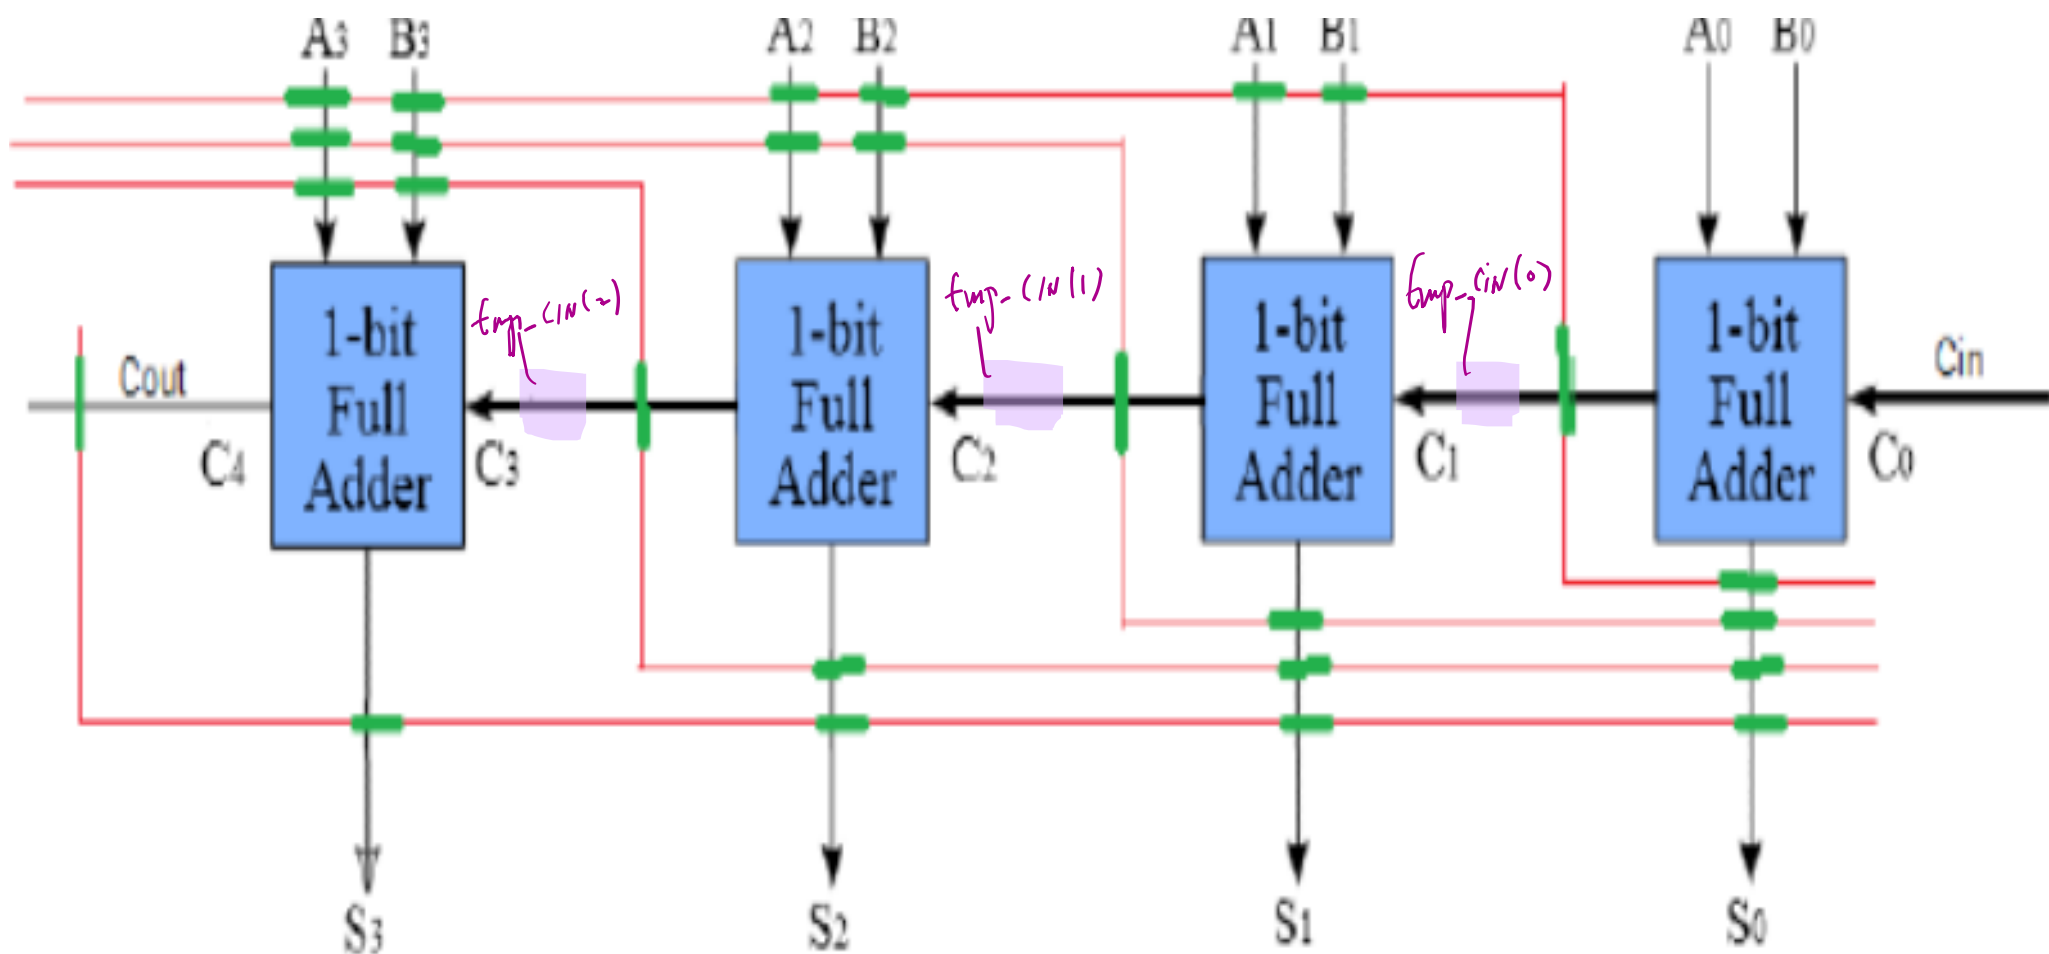 A3 B3 A2 B2 A1 B1 A0 B0
tmp_CIN(2) tmp_CIN(1) tmp_CIN(0)
1-bit Full Adder
1-bit Full Adder
1-bit Full Adder
1-bit Full Adder
Cout Cin
C4 C3 C2 C1 C0
S3 S2 S1 S0